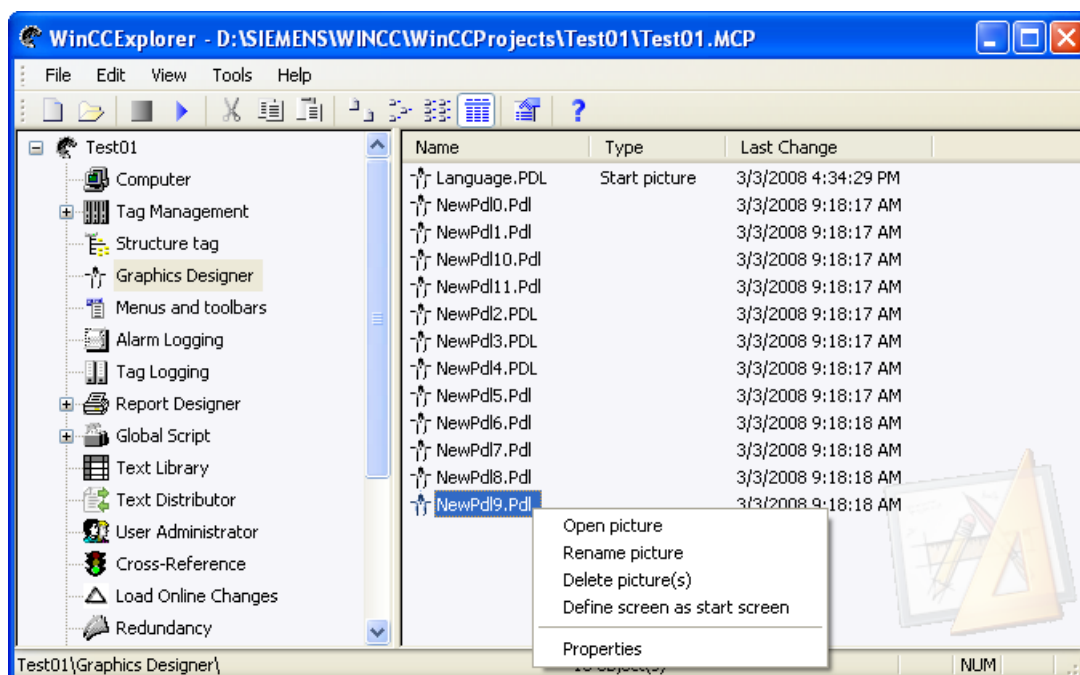 WinCCExplorer - D:\SIEMENS\WINCC\WinCCProjects\Test01\Test01.MCP
File Edit View Tools Help
Test01
Computer
Tag Management
Structure tag
Graphics Designer
Menus and toolbars
Alarm Logging
Tag Logging
Report Designer
Global Script
Text Library
Text Distributor
User Administrator
Cross-Reference
Load Online Changes
Redundancy
Name Type Last Change
Language.PDL Start picture 3/3/2008 4:34:29 PM
NewPdl0.Pdl 3/3/2008 9:18:17 AM
NewPdl1.Pdl 3/3/2008 9:18:17 AM
NewPdl10.Pdl 3/3/2008 9:18:17 AM
NewPdl11.Pdl 3/3/2008 9:18:17 AM
NewPdl2.PDL 3/3/2008 9:18:17 AM
NewPdl3.PDL 3/3/2008 9:18:17 AM
NewPdl4.PDL 3/3/2008 9:18:17 AM
NewPdl5.Pdl 3/3/2008 9:18:17 AM
NewPdl6.Pdl 3/3/2008 9:18:18 AM
NewPdl7.Pdl 3/3/2008 9:18:18 AM
NewPdl8.Pdl 3/3/2008 9:18:18 AM
NewPdl9.Pdl 3/3/2008 9:18:18 AM
Open picture
Rename picture
Delete picture(s)
Define screen as start screen
Properties
Test01\Graphics Designer\ NUM